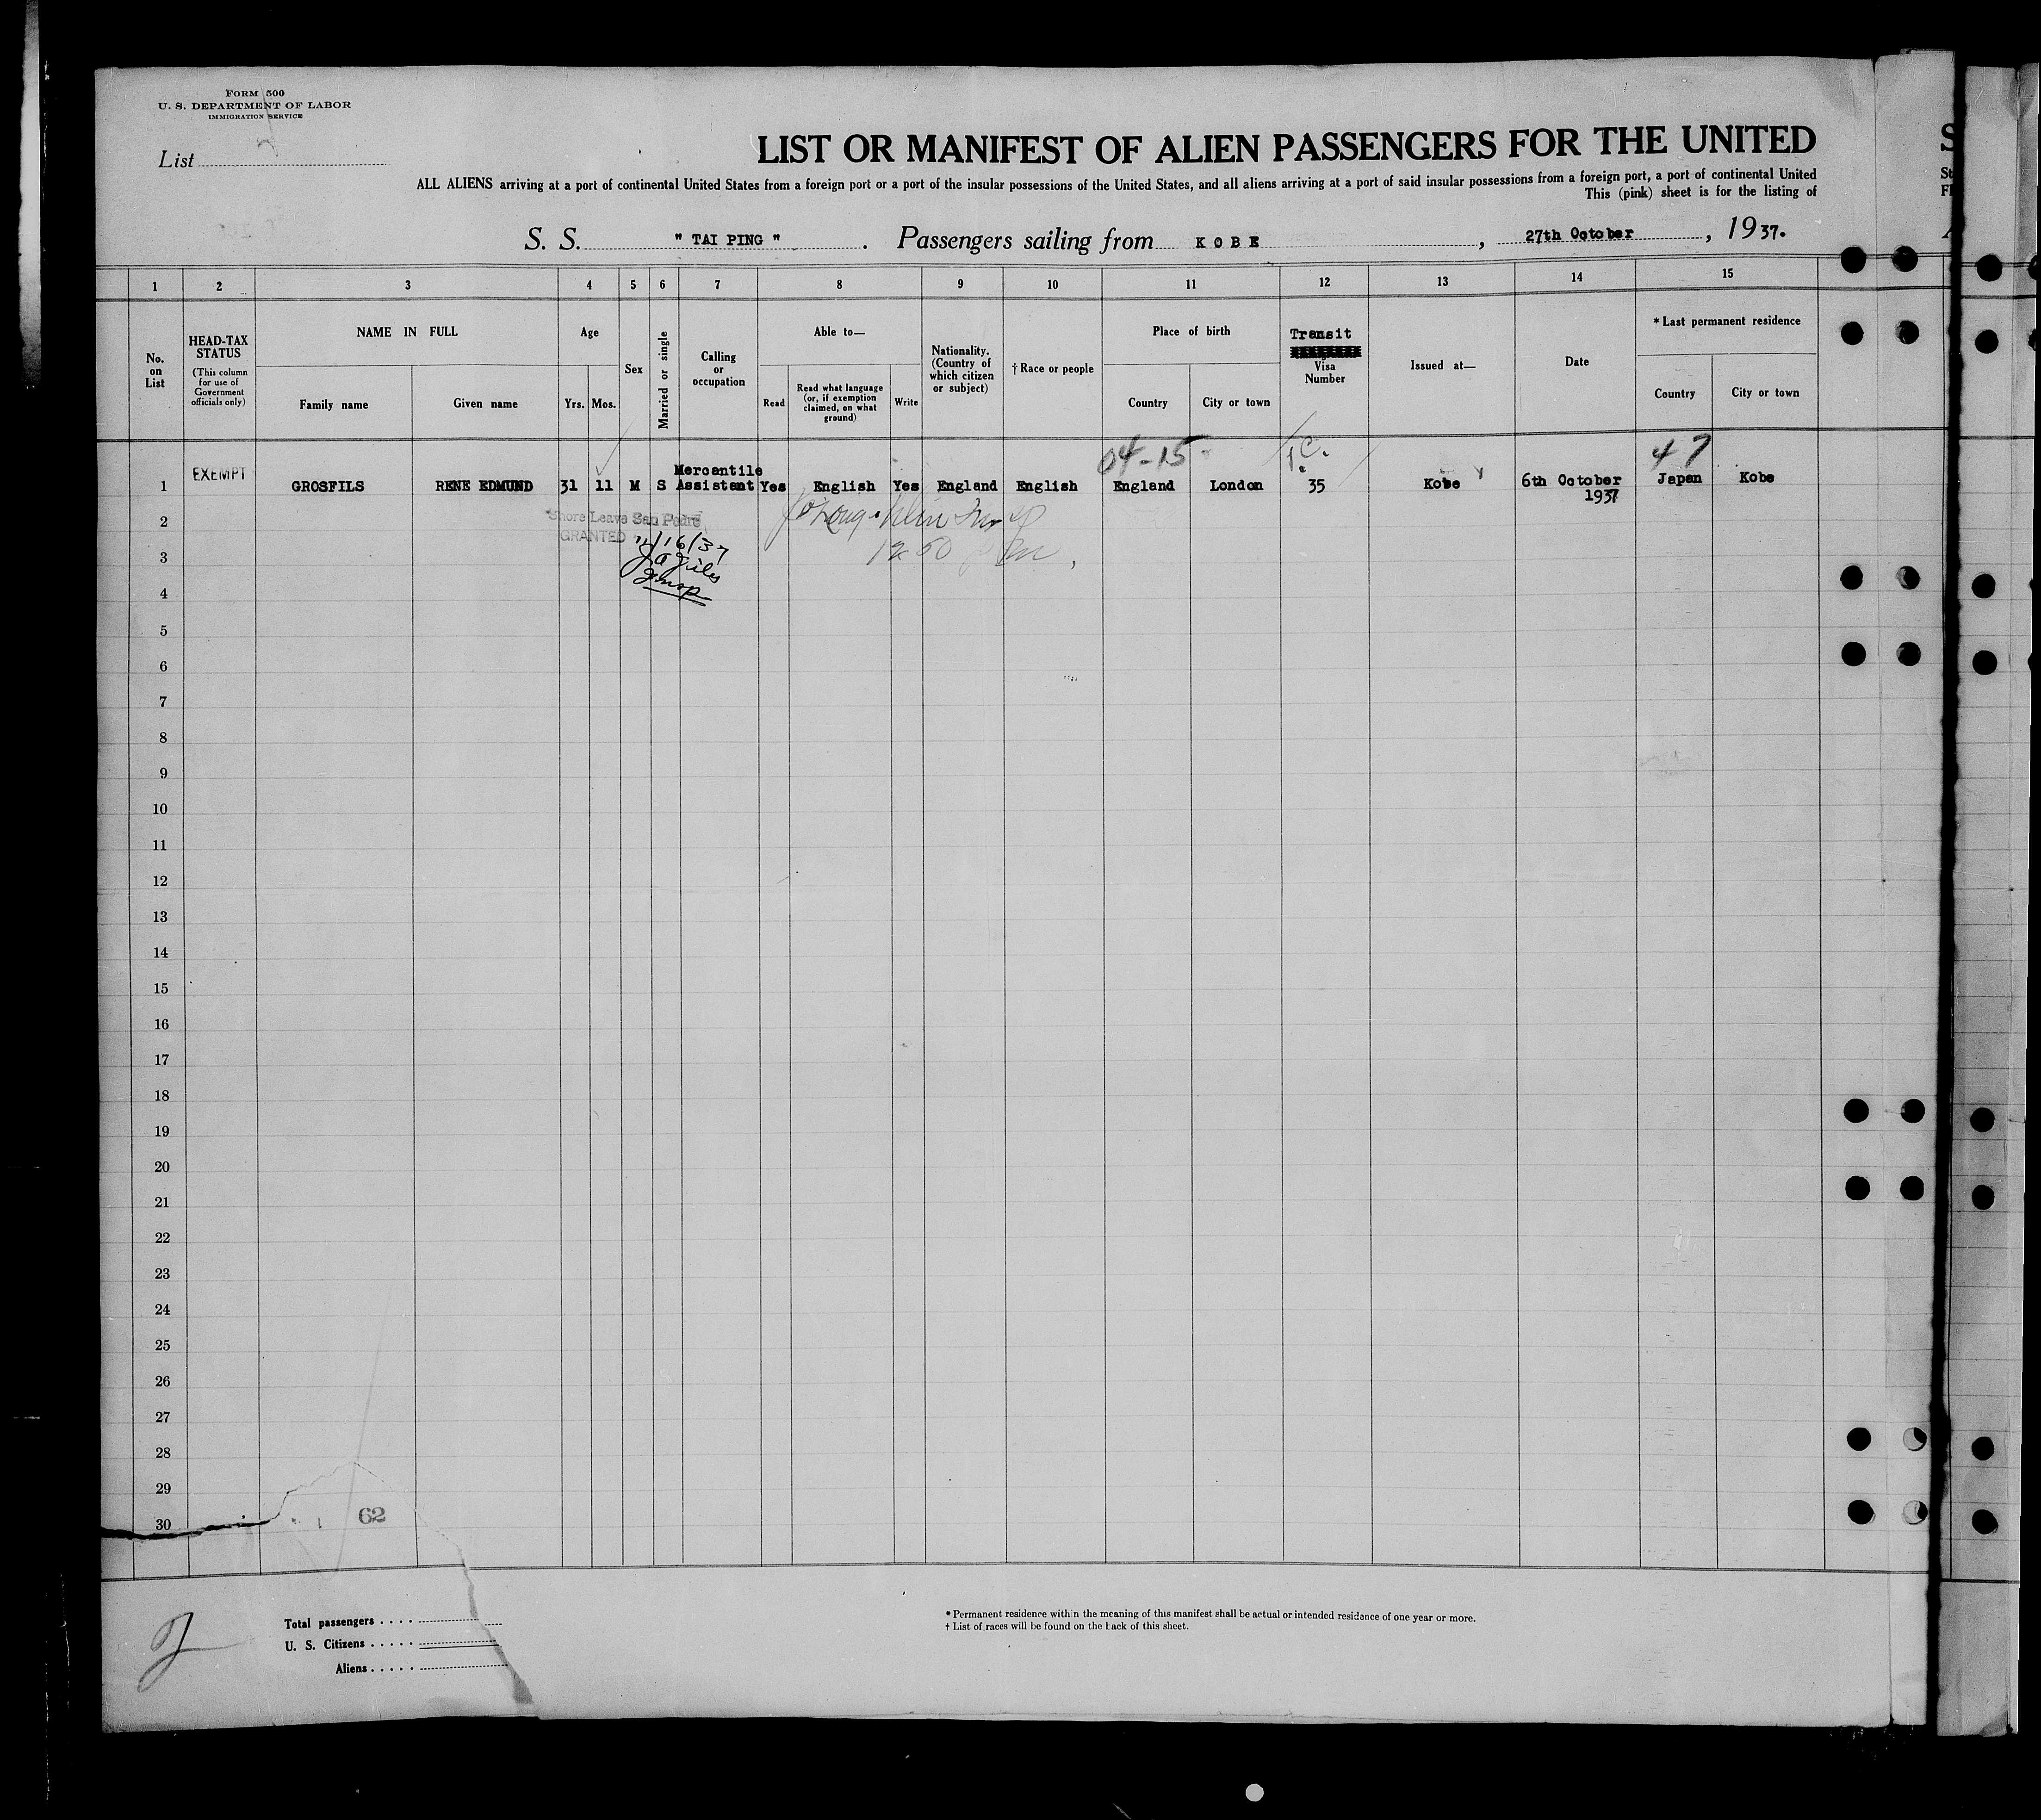 FORM 500
U. S. DEPARTMENT OF LABOR
IMMIGRATION SERVICE
List
LIST OR MANIFEST OF ALIEN PASSENGERS FOR THE UNITED
ALL ALIENS arriving at a port of continental United States from a foreign port or a port of the insular possessions of the United States, and all aliens arriving at a port of said insular possessions from a foreign port, a port of continental United
This (pink) sheet is for the listing of
S. S. " TAI PING " . Passengers sailing from KOBE , 27th October , 1937.
1 2 3 4 5 6 7 8 9 10 11 12 13 14 15
No. on List
HEAD-TAX STATUS
(This column for use of Government officials only)
NAME IN FULL
Family name
Given name
Age
Yrs. Mos.
Sex
Married or single
Calling or occupation
Able to—
Read
Read what language (or, if exemption claimed, on what ground)
Write
Nationality. (Country of which citizen or subject)
† Race or people
Place of birth
Country
City or town
Transit
Visa Number
Issued at—
Date
* Last permanent residence
Country
City or town
04-15
T.C.
47
1 EXEMPT GROSFILS RENE EDMUND 31 11 M S Mercantile Assistant Yes English Yes England English England London 35 Kobe 6th October 1937 Japan Kobe
2
Shore Leave San Pedro
GRANTED 11/16/37
3
4
5
6
7
8
9
10
11
12
13
14
15
16
17
18
19
20
21
22
23
24
25
26
27
28
29
30
62
Total passengers
U. S. Citizens
Aliens
* Permanent residence within the meaning of this manifest shall be actual or intended residence of one year or more.
† List of races will be found on the back of this sheet.